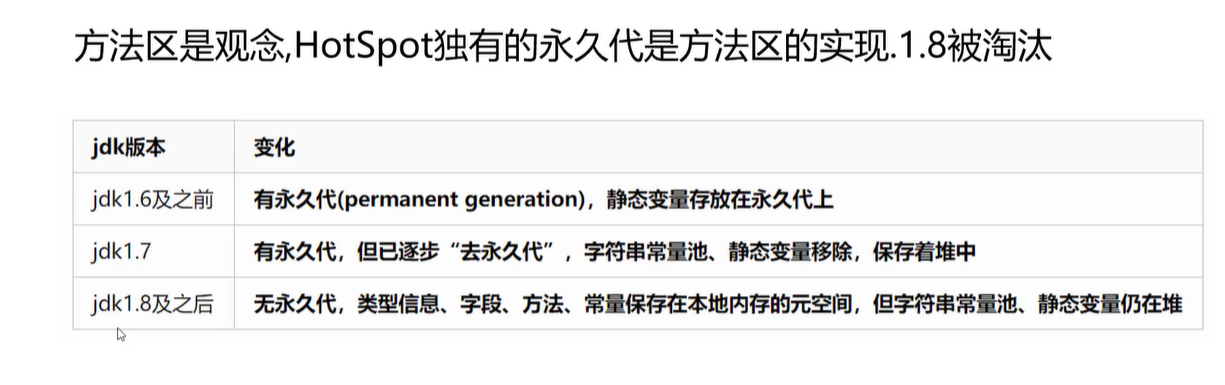 方法区是观念,HotSpot独有的永久代是方法区的实现.1.8被淘汰
jdk版本 变化
jdk1.6及之前 有永久代(permanent generation)，静态变量存放在永久代上
jdk1.7 有永久代，但已逐步“去永久代”，字符串常量池、静态变量移除，保存着堆中
jdk1.8及之后 无永久代，类型信息、字段、方法、常量保存在本地内存的元空间，但字符串常量池、静态变量仍在堆